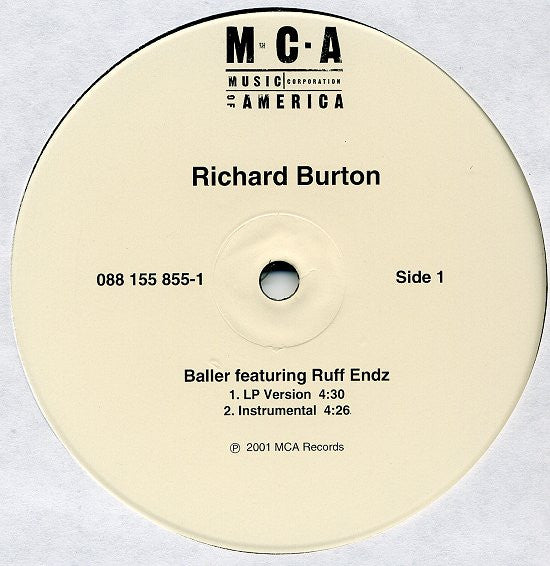 M TH C·A
MUSIC CORPORATION
OF AMERICA
Richard Burton
088 155 855-1
Side 1
Baller featuring Ruff Endz
1. LP Version 4:30
2. Instrumental 4:26
℗ 2001 MCA Records